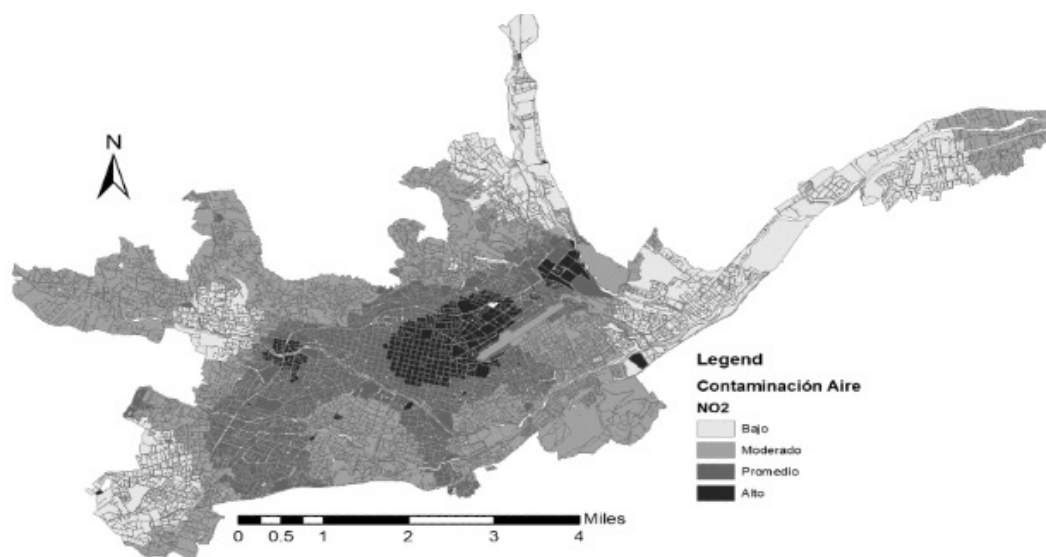 N
Legend
Contaminación Aire
NO2
Bajo
Moderado
Promedio
Alto
Miles
0 0.5 1 2 3 4